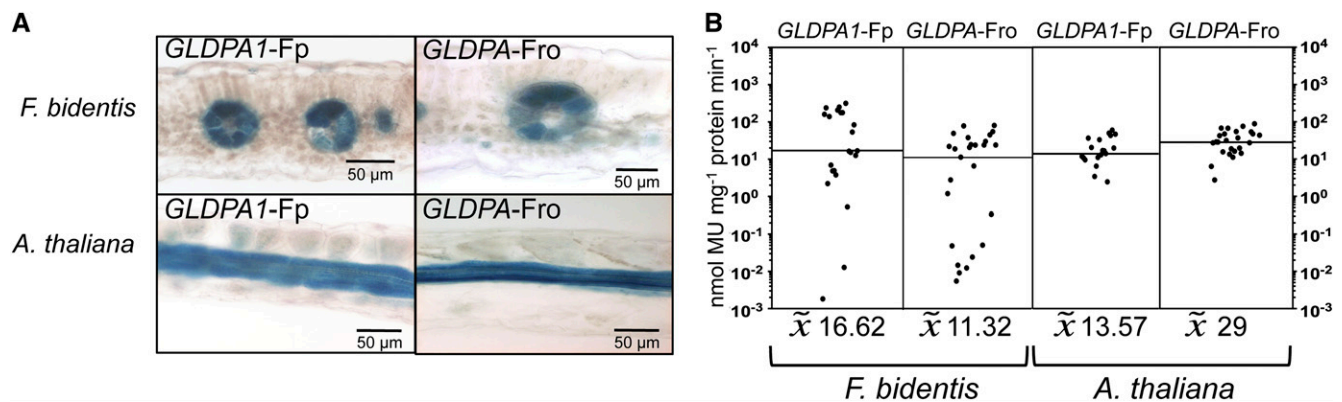 A
GLDPA1-Fp
GLDPA-Fro
F. bidentis
50 µm
50 µm
GLDPA1-Fp
GLDPA-Fro
A. thaliana
50 µm
50 µm
B
GLDPA1-Fp GLDPA-Fro GLDPA1-Fp GLDPA-Fro
nmol MU mg⁻¹ protein min⁻¹
10⁴ 10⁴
10³ 10³
10² 10²
10¹ 10¹
10⁰ 10⁰
10⁻¹ 10⁻¹
10⁻² 10⁻²
10⁻³ 10⁻³
x̃ 16.62 x̃ 11.32 x̃ 13.57 x̃ 29
F. bidentis A. thaliana